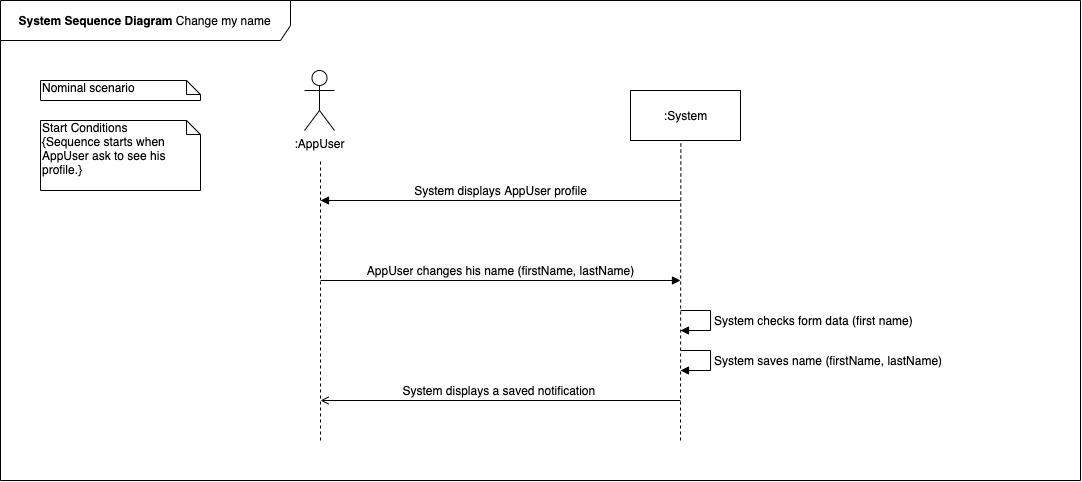 System Sequence Diagram Change my name
Nominal scenario
Start Conditions
{Sequence starts when
AppUser ask to see his
profile.}
:AppUser
:System
System displays AppUser profile
AppUser changes his name (firstName, lastName)
System checks form data (first name)
System saves name (firstName, lastName)
System displays a saved notification